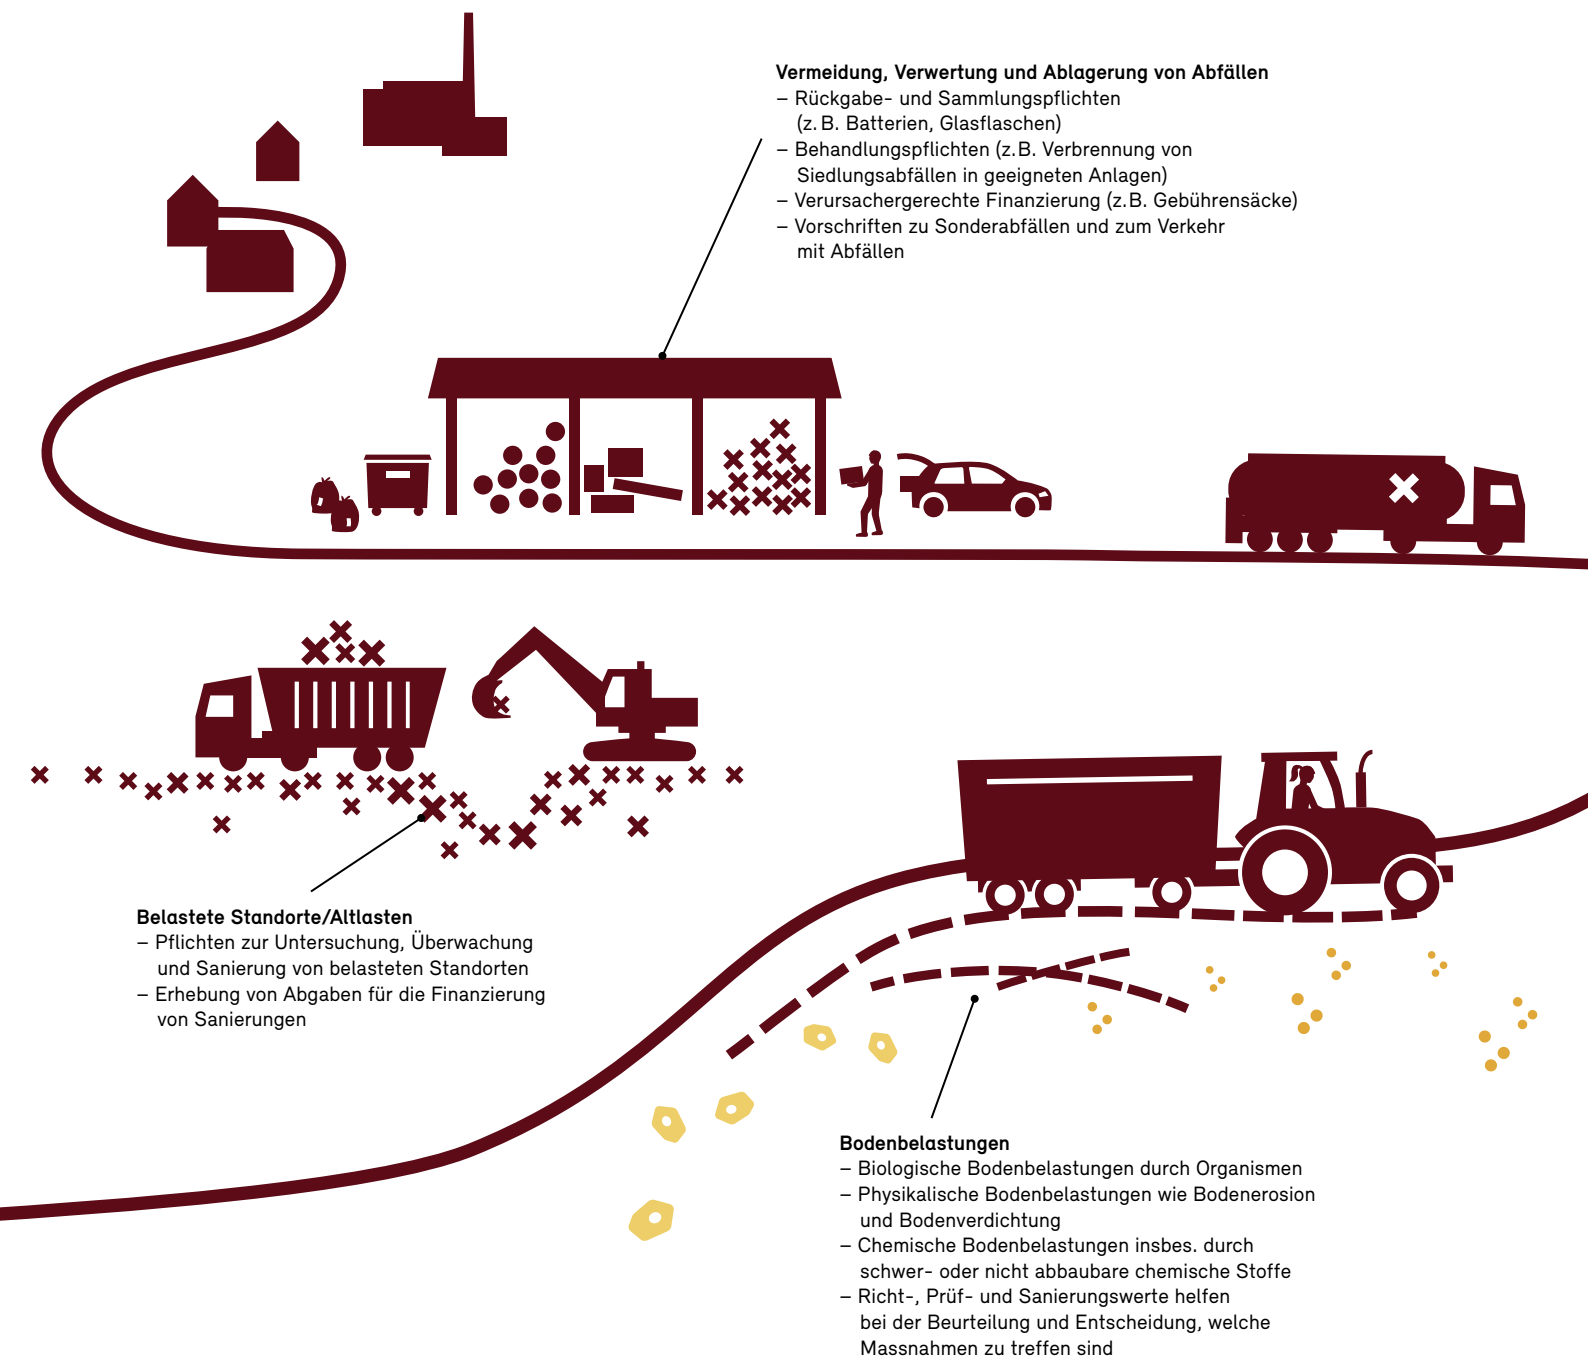 Vermeidung, Verwertung und Ablagerung von Abfällen
– Rückgabe- und Sammlungspflichten
(z. B. Batterien, Glasflaschen)
– Behandlungspflichten (z.B. Verbrennung von
Siedlungsabfällen in geeigneten Anlagen)
– Verursachergerechte Finanzierung (z.B. Gebührensäcke)
– Vorschriften zu Sonderabfällen und zum Verkehr
mit Abfällen
Belastete Standorte/Altlasten
– Pflichten zur Untersuchung, Überwachung
und Sanierung von belasteten Standorten
– Erhebung von Abgaben für die Finanzierung
von Sanierungen
Bodenbelastungen
– Biologische Bodenbelastungen durch Organismen
– Physikalische Bodenbelastungen wie Bodenerosion
und Bodenverdichtung
– Chemische Bodenbelastungen insbes. durch
schwer- oder nicht abbaubare chemische Stoffe
– Richt-, Prüf- und Sanierungswerte helfen
bei der Beurteilung und Entscheidung, welche
Massnahmen zu treffen sind